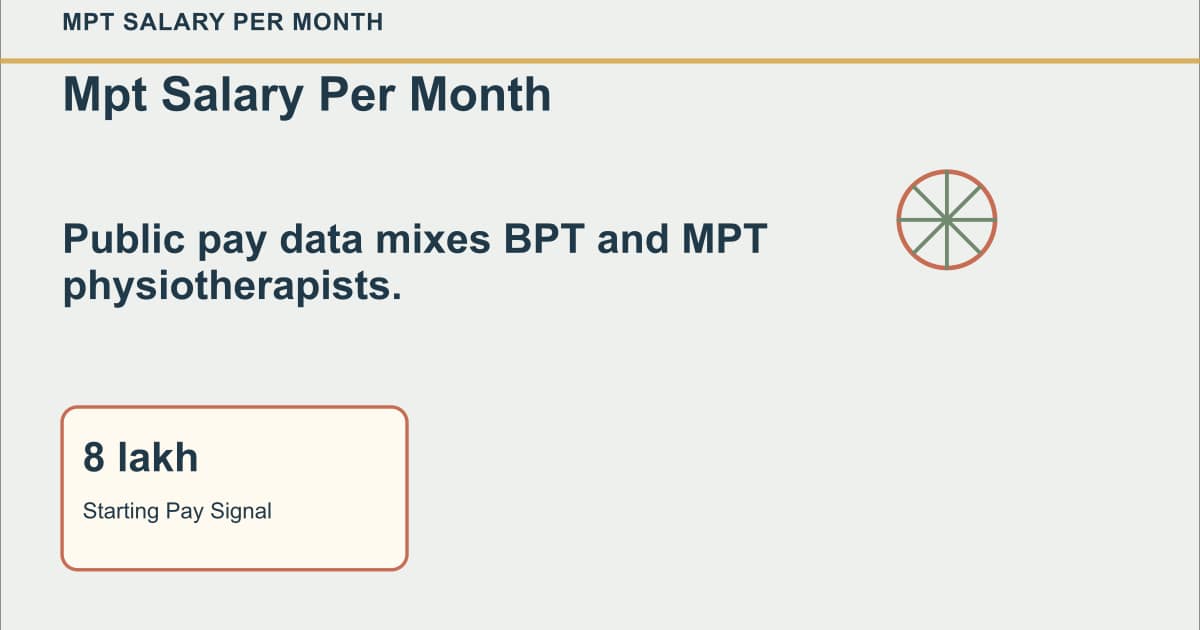 MPT SALARY PER MONTH
Mpt Salary Per Month
Public pay data mixes BPT and MPT
physiotherapists.
8 lakh
Starting Pay Signal